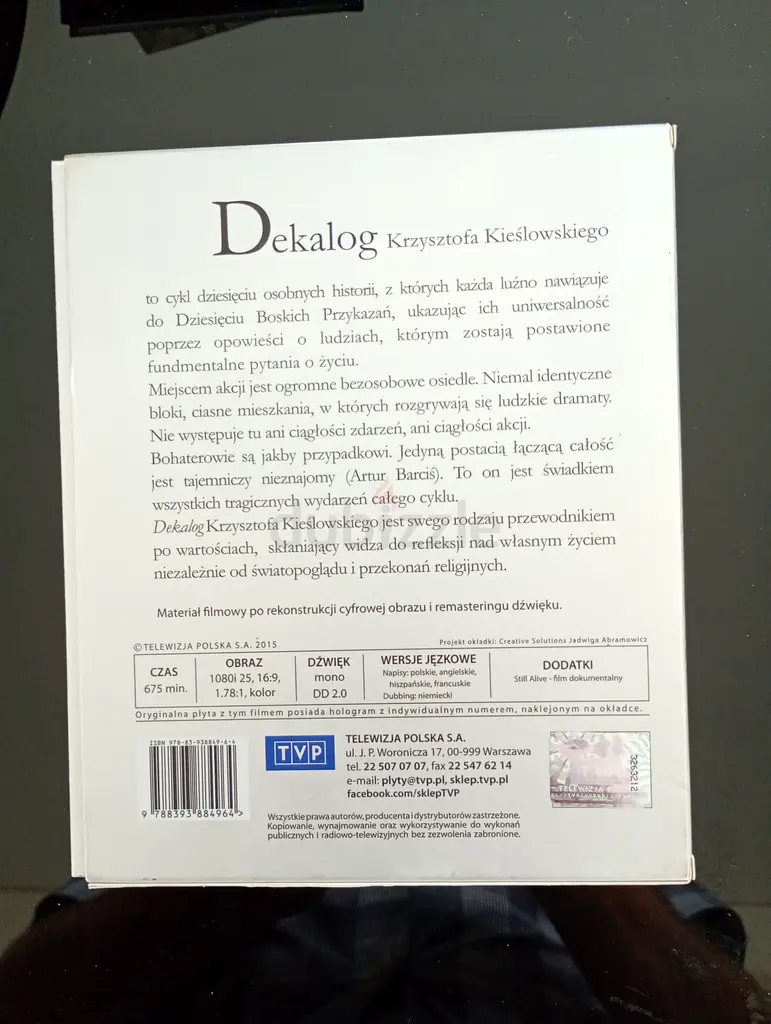 Dekalog Krzysztofa Kieślowskiego
to cykl dziesięciu osobnych historii, z których każda luźno nawiązuje
do Dziesięciu Boskich Przykazań, ukazując ich uniwersalność
poprzez opowieści o ludziach, którym zostają postawione
fundmentalne pytania o życiu.
Miejscem akcji jest ogromne bezosobowe osiedle. Niemal identyczne
bloki, ciasne mieszkania, w których rozgrywają się ludzkie dramaty.
Nie występuje tu ani ciągłości zdarzeń, ani ciągłości akcji.
Bohaterowie są jakby przypadkowi. Jedyną postacią łączącą całość
jest tajemniczy nieznajomy (Artur Barciś). To on jest świadkiem
wszystkich tragicznych wydarzeń całego cyklu.
dubizzle
Dekalog Krzysztofa Kieślowskiego jest swego rodzaju przewodnikiem
po wartościach, skłaniający widza do refleksji nad własnym życiem
niezależnie od światopoglądu i przekonań religijnych.
Materiał filmowy po rekonstrukcji cyfrowej obrazu i remasteringu dźwięku.
©TELEWIZJA POLSKA S.A. 2015
Projekt okładki: Creative Solutions Jadwiga Abramowicz
CZAS
675 min.
OBRAZ
1080i 25, 16:9,
1.78:1, kolor
DŹWIĘK
mono
DD 2.0
WERSJE JĘZKOWE
Napisy: polskie, angielskie,
hiszpańskie, francuskie
Dubbing: niemiecki
DODATKI
Still Alive - film dokumentalny
Oryginalna płyta z tym filmem posiada hologram z indywidualnym numerem, naklejonym na okładce.
ISBN 978-83-938849-6-4
9 788393 884964>
TVP
TELEWIZJA POLSKA S.A.
ul. J. P. Woronicza 17, 00-999 Warszawa
tel. 22 507 07 07, fax 22 547 62 14
e-mail: plyty@tvp.pl, sklep.tvp.pl
facebook.com/sklepTVP
3263212
TELEWIZJA
Wszystkie prawa autorów, producenta i dystrybutorów zastrzeżone.
Kopiowanie, wynajmowanie oraz wykorzystywanie do wykonań
publicznych i radiowo-telewizyjnych bez zezwolenia zabronione.